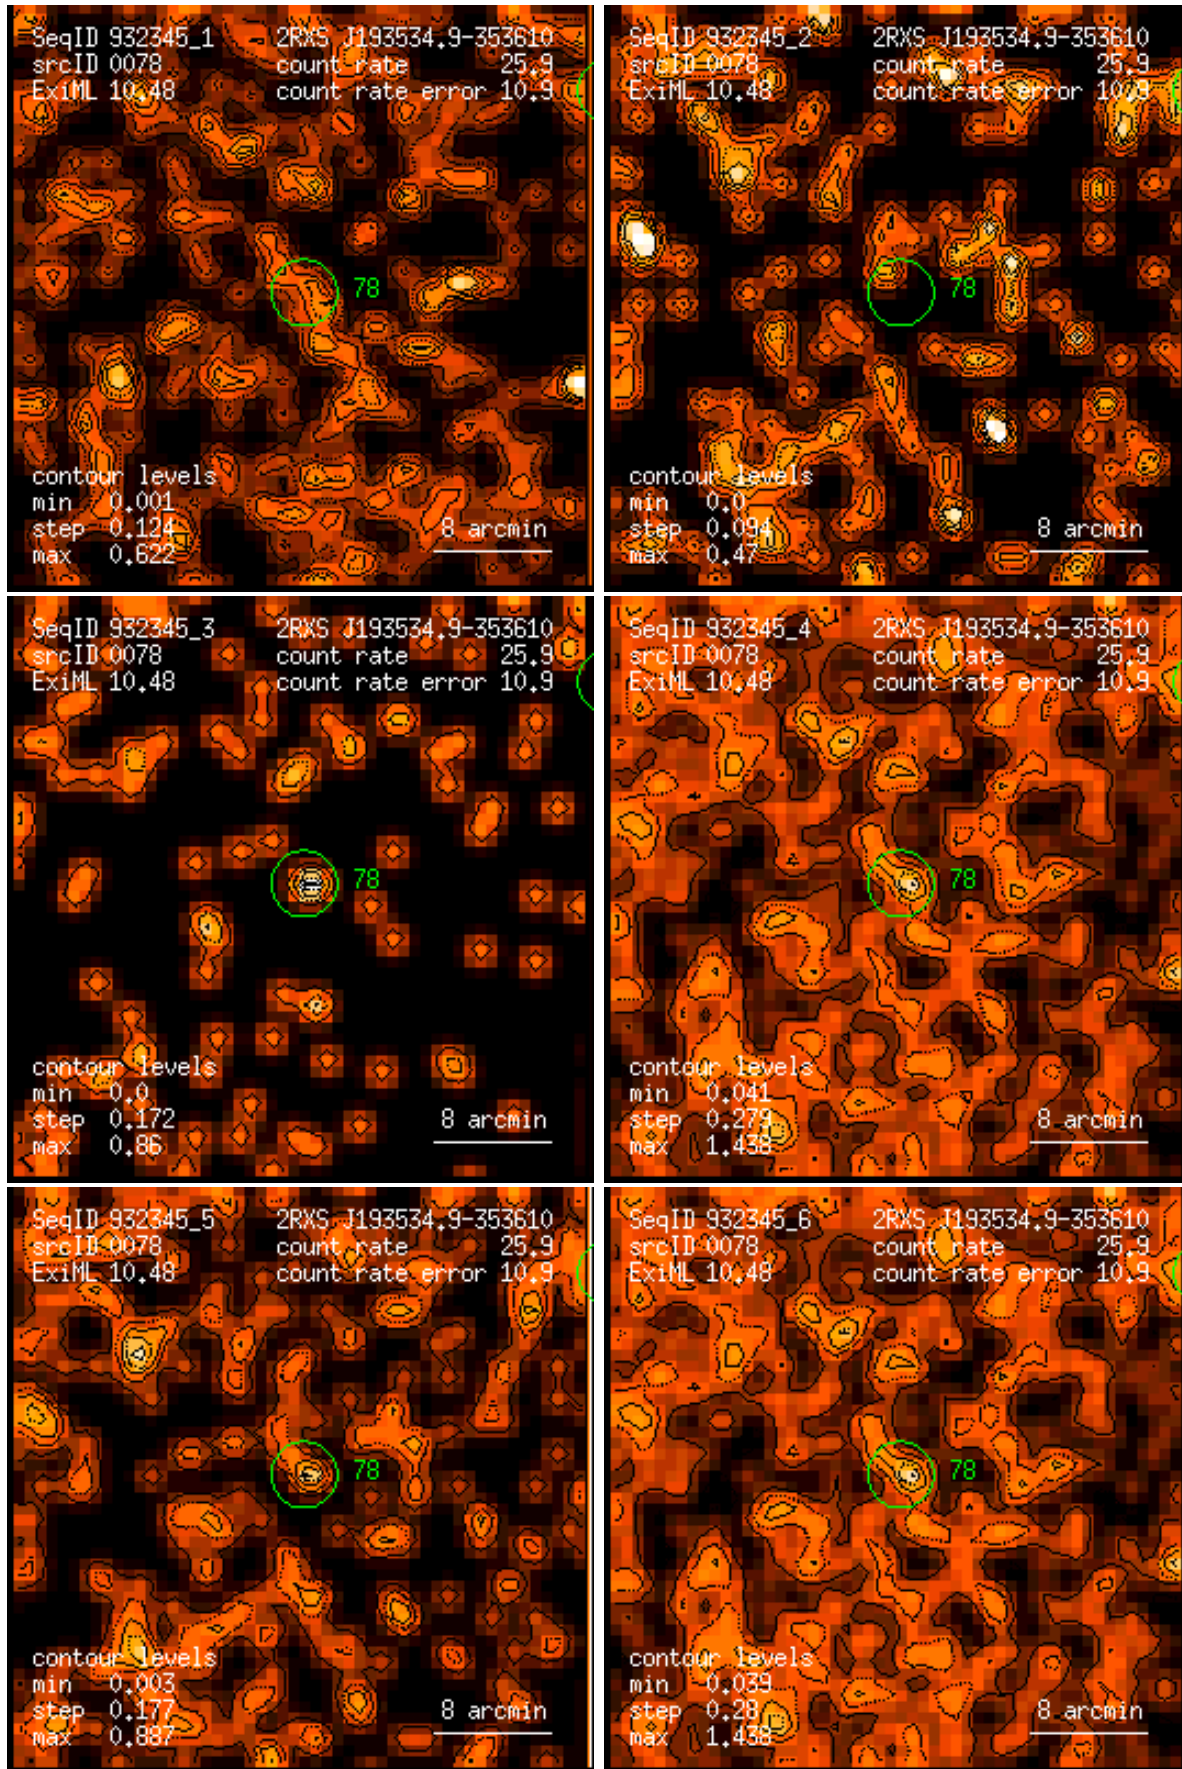 SeqID 932345_1 2RXS J193534.9-353610
srcID 0078 count rate 25.9
ExiML 10.48 count rate error 10.9
78
contour levels
min 0.001
step 0.124 8 arcmin
max 0.622
SeqID 932345_2 2RXS J193534.9-353610
srcID 0078 count rate 25.9
ExiML 10.48 count rate error 10.9
78
contour levels
min 0.0
step 0.094 8 arcmin
max 0.47
SeqID 932345_3 2RXS J193534.9-353610
srcID 0078 count rate 25.9
ExiML 10.48 count rate error 10.9
78
contour levels
min 0.0
step 0.172 8 arcmin
max 0.86
SeqID 932345_4 2RXS J193534.9-353610
srcID 0078 count rate 25.9
ExiML 10.48 count rate error 10.9
78
contour levels
min 0.041
step 0.279 8 arcmin
max 1.438
SeqID 932345_5 2RXS J193534.9-353610
srcID 0078 count rate 25.9
ExiML 10.48 count rate error 10.9
78
contour levels
min 0.003
step 0.177 8 arcmin
max 0.887
SeqID 932345_6 2RXS J193534.9-353610
srcID 0078 count rate 25.9
ExiML 10.48 count rate error 10.9
78
contour levels
min 0.039
step 0.28 8 arcmin
max 1.438